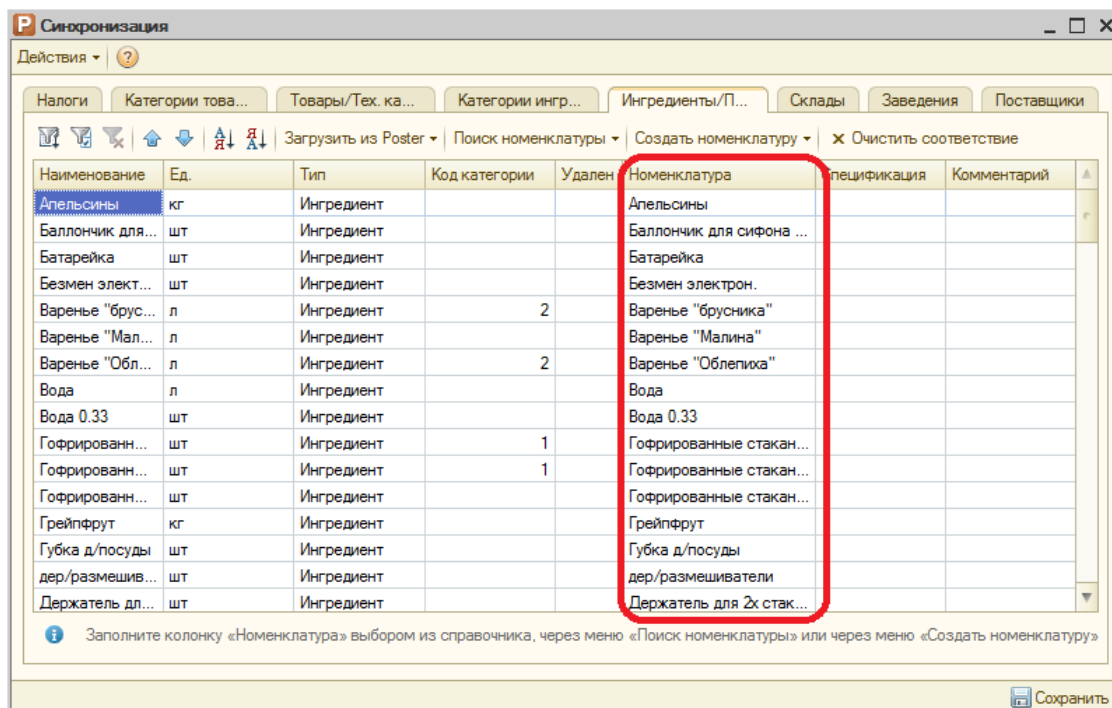 Синхронизация
Действия
Налоги Категории това... Товары/Тех. ка... Категории ингр... Ингредиенты/П... Склады Заведения Поставщики
Загрузить из Poster Поиск номенклатуры Создать номенклатуру Очистить соответствие
Наименование Ед. Тип Код категории Удален Номенклатура пецификация Комментарий
Апельсины кг Ингредиент Апельсины
Баллончик для... шт Ингредиент Баллончик для сифона ...
Батарейка шт Ингредиент Батарейка
Безмен элект... шт Ингредиент Безмен электрон.
Варенье "брус... л Ингредиент 2 Варенье "брусника"
Варенье "Мал... л Ингредиент Варенье "Малина"
Варенье "Обл... л Ингредиент 2 Варенье "Облепиха"
Вода л Ингредиент Вода
Вода 0.33 шт Ингредиент Вода 0.33
Гофрированн... шт Ингредиент 1 Гофрированные стакан...
Гофрированн... шт Ингредиент 1 Гофрированные стакан...
Гофрированн... шт Ингредиент Гофрированные стакан...
Грейпфрут кг Ингредиент Грейпфрут
Губка д/посуды шт Ингредиент Губка д/посуды
дер/размешив... шт Ингредиент дер/размешиватели
Держатель дл... шт Ингредиент Держатель для 2х стак...
Заполните колонку «Номенклатура» выбором из справочника, через меню «Поиск номенклатуры» или через меню «Создать номенклатуру»
Сохранить